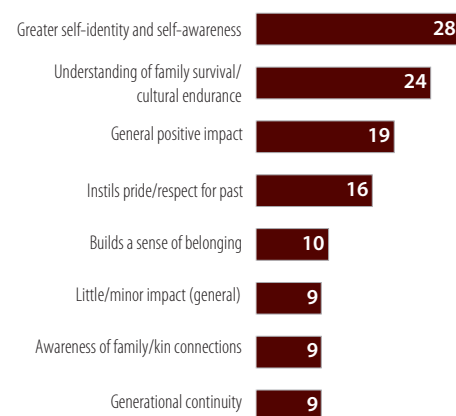 Greater self-identity and self-awareness 28
Understanding of family survival/
cultural endurance 24
General positive impact 19
Instils pride/respect for past 16
Builds a sense of belonging 10
Little/minor impact (general) 9
Awareness of family/kin connections 9
Generational continuity 9